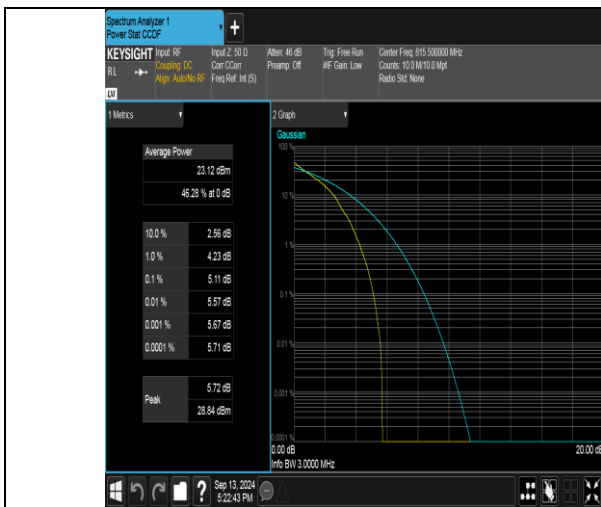 Spectrum Analyzer 1
Power Stat CCDF
+
KEYSIGHT Input: RF Input Z: 50 Ω Atten: 46 dB Trig: Free Run Center Freq: 815.500000 MHz
RL Coupling: DC Corr CCorr Preamp: Off #IF Gain: Low Counts: 10.0 M/10.0 Mpt
Align: Auto/No RF Freq Ref: Int (S) Radio Std: None
LXI
1 Metrics
Average Power
23.12 dBm
46.28 % at 0 dB
10.0 % 2.56 dB
1.0 % 4.23 dB
0.1 % 5.11 dB
0.01 % 5.57 dB
0.001 % 5.67 dB
0.0001 % 5.71 dB
Peak 5.72 dB
28.84 dBm
2 Graph
Gaussian
100 %
10 %
1 %
0.1 %
0.01 %
0.001 %
0.0001 %
0.00 dB 20.00 dB
Info BW 3.0000 MHz
? Sep 13, 2024
5:22:43 PM